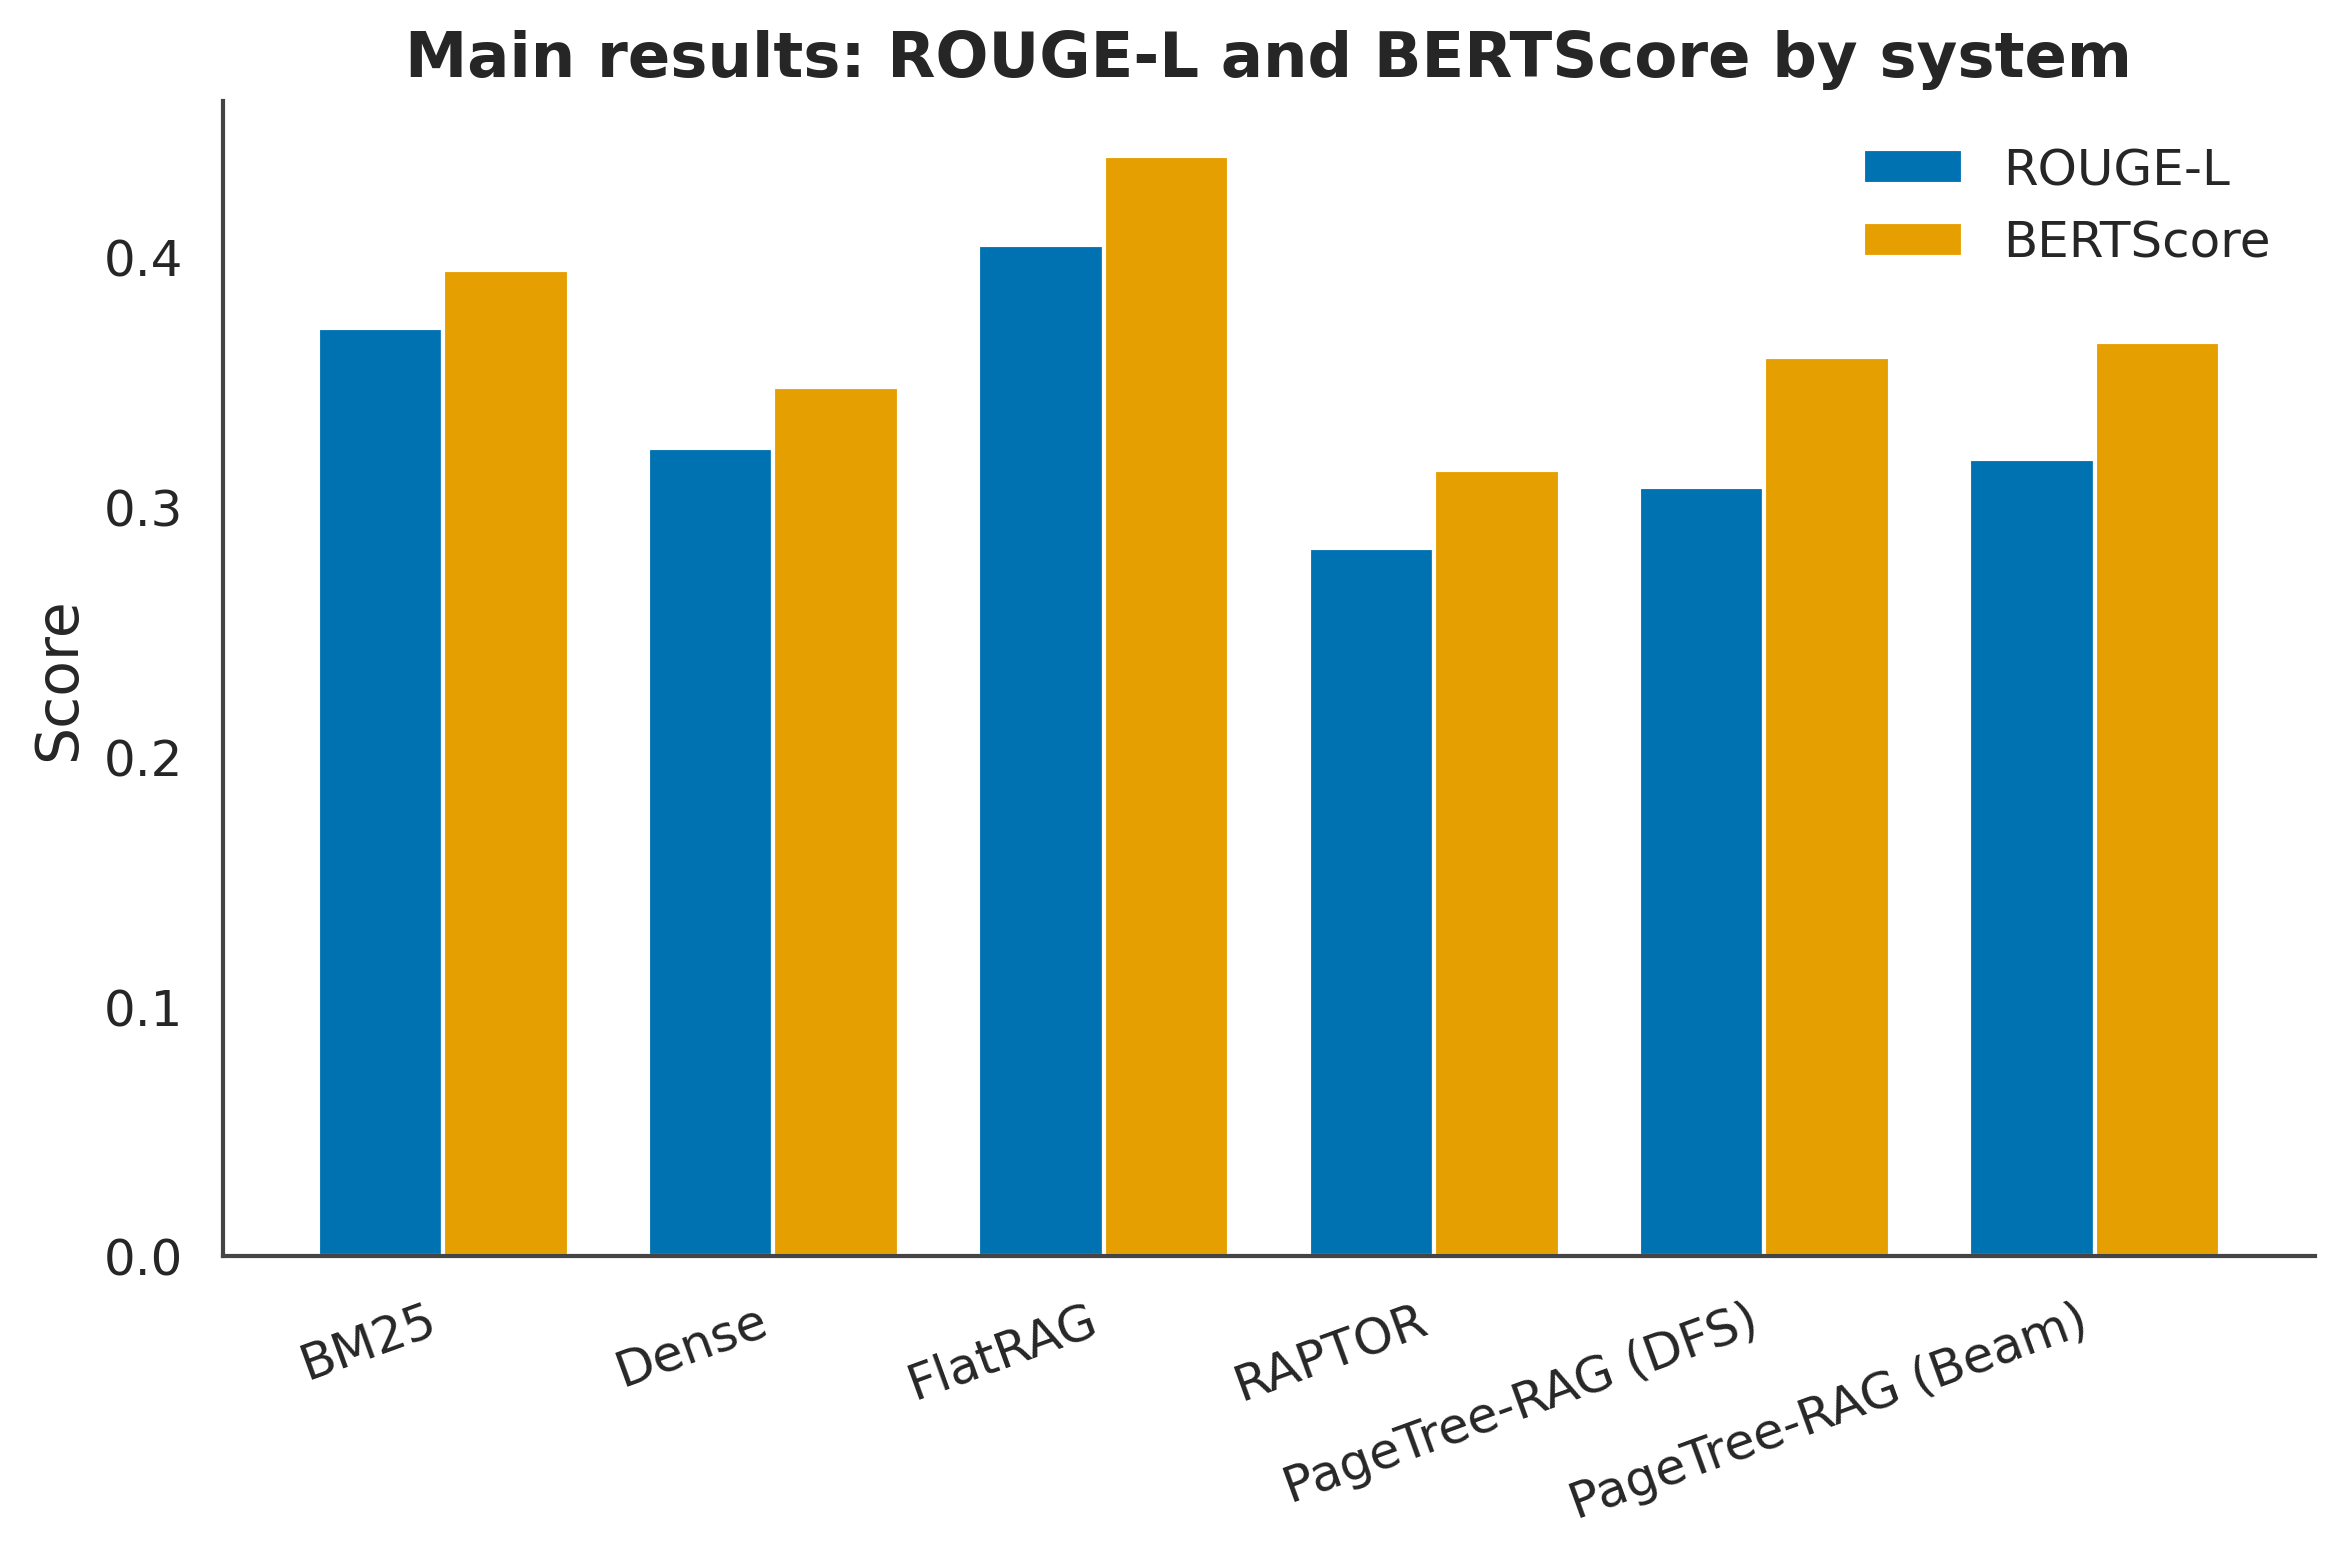 Main results: ROUGE-L and BERTScore by system
ROUGE-L
BERTScore
Score
0.4
0.3
0.2
0.1
0.0
BM25
Dense
FlatRAG
RAPTOR
PageTree-RAG (DFS)
PageTree-RAG (Beam)